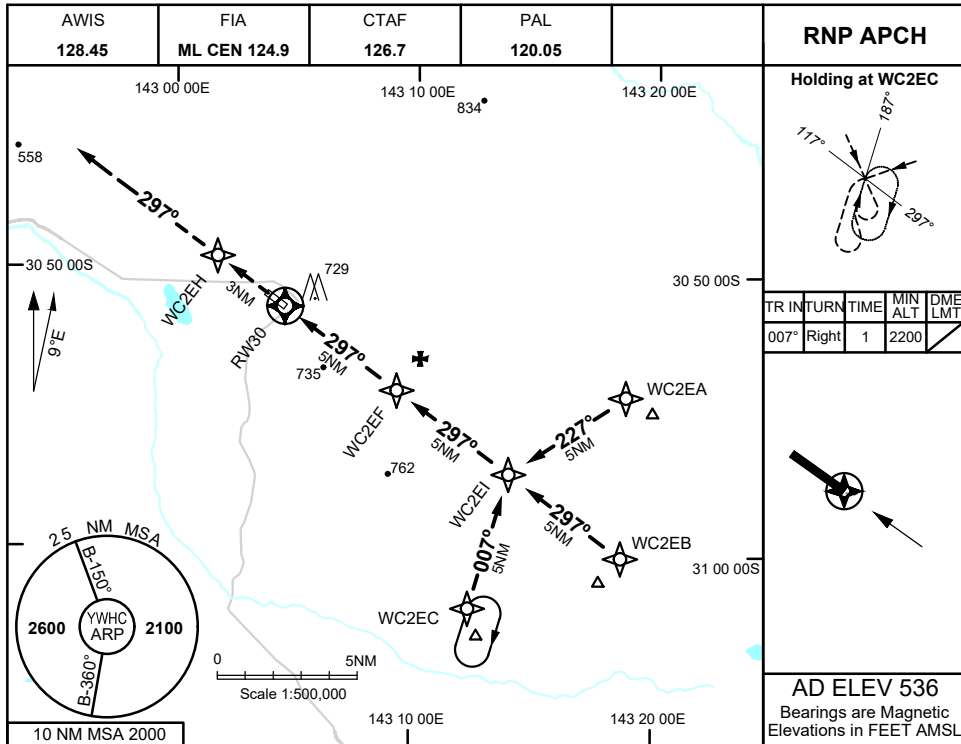 AWIS
128.45
FIA
ML CEN 124.9
CTAF
126.7
PAL
120.05
RNP APCH
143 00 00E
143 10 00E
143 20 00E
834
558
297°
30 50 00S
30 50 00S
WC2EH
3NM
729
9°E
RW30
297°
5NM
735
WC2EF
WC2EA
297°
5NM
227°
5NM
762
WC2EI
297°
5NM
WC2EB
007°
5NM
31 00 00S
WC2EC
25 NM MSA
B-150°
YWHC
ARP
2600
2100
B-360°
10 NM MSA 2000
0
5NM
Scale 1:500,000
143 10 00E
143 20 00E
Holding at WC2EC
187°
117°
297°
TR IN
TURN
TIME
MIN
ALT
DME
LMT
007°
Right
1
2200
AD ELEV 536
Bearings are Magnetic
Elevations in FEET AMSL